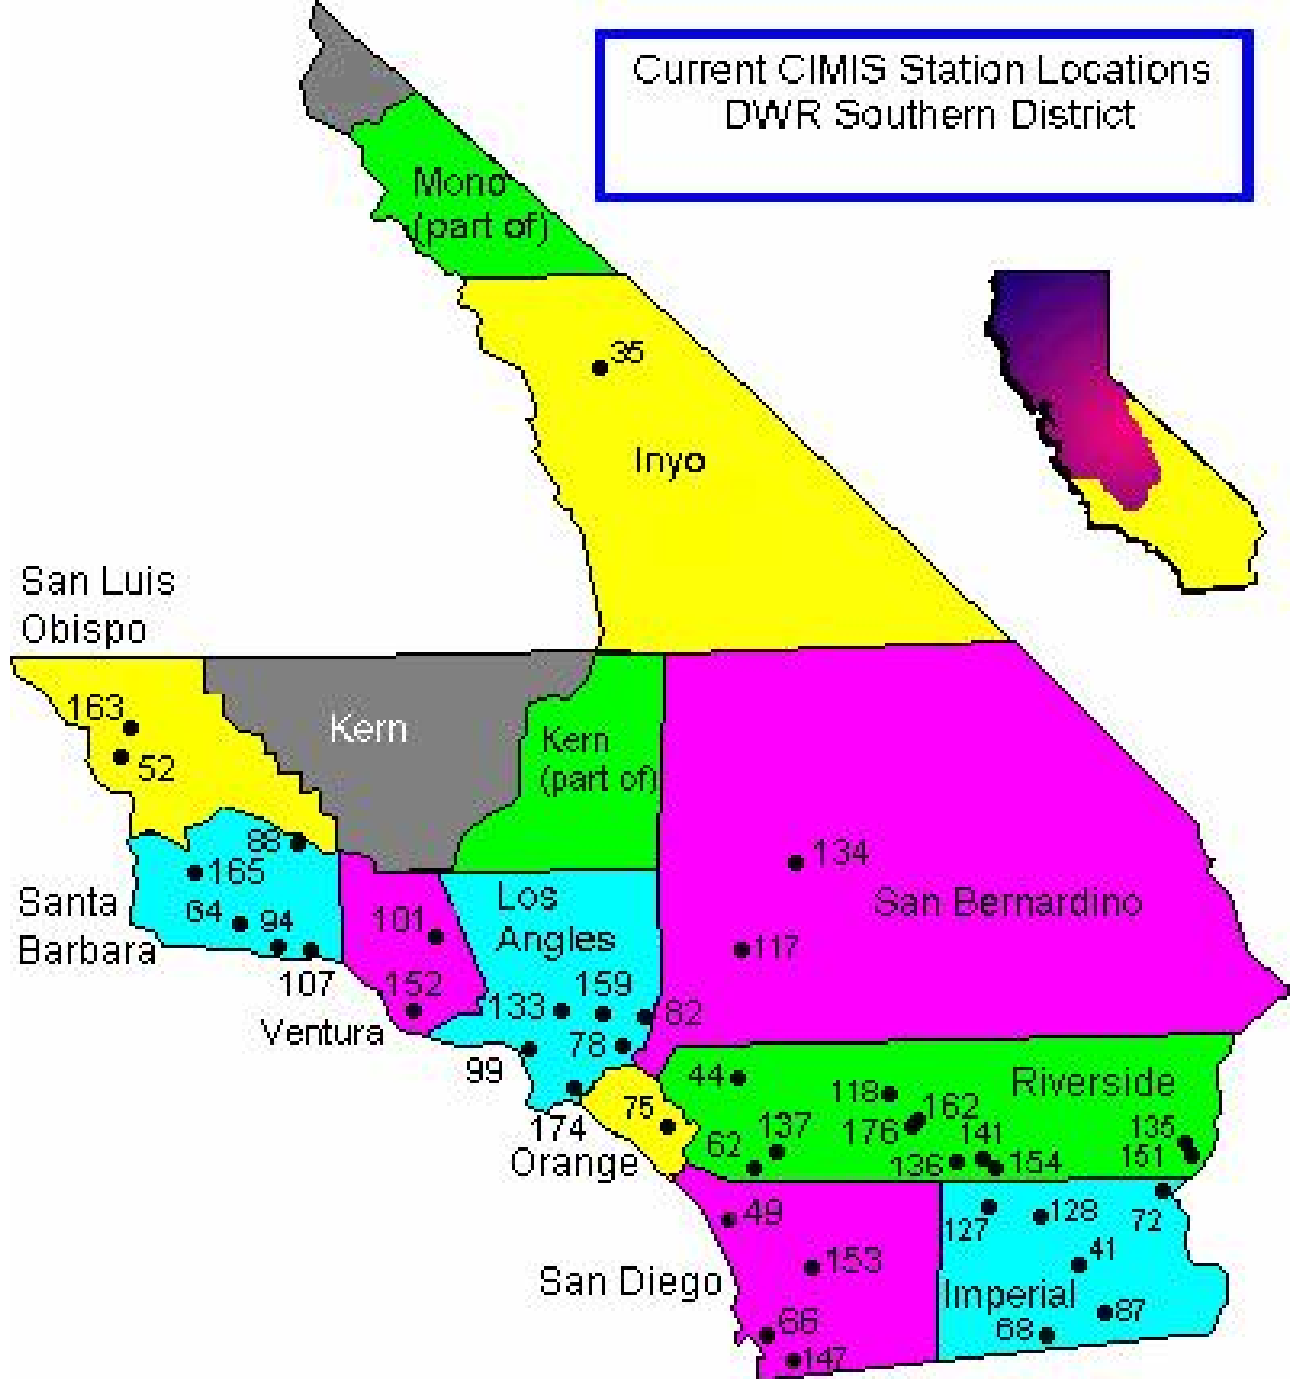 Current CIMIS Station Locations
DWR Southern District
Mono
(part of)
35
Inyo
San Luis
Obispo
163
52
Kern
Kern
(part of)
88
165
64
94
107
Santa
Barbara
101
152
Ventura
Los
Angles
133
159
82
78
99
174
134
San Bernardino
117
75
Orange
44
118
Riverside
162
176
137
62
141
136
154
135
151
49
153
San Diego
66
147
127
128
72
41
Imperial
87
68